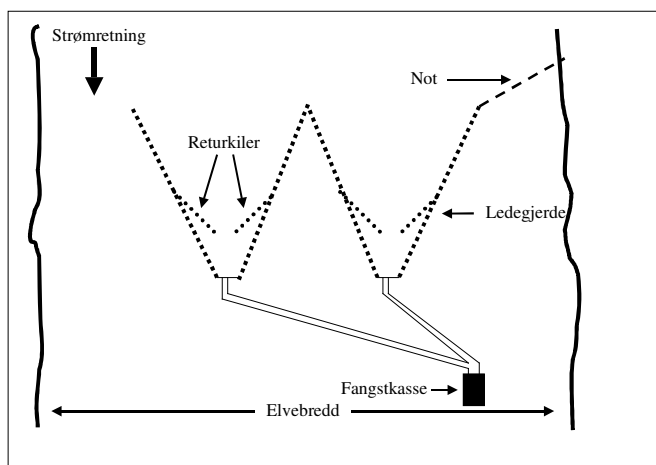 Strømretning
Not
Returkiler
Ledegjerde
Fangstkasse
Elvebredd